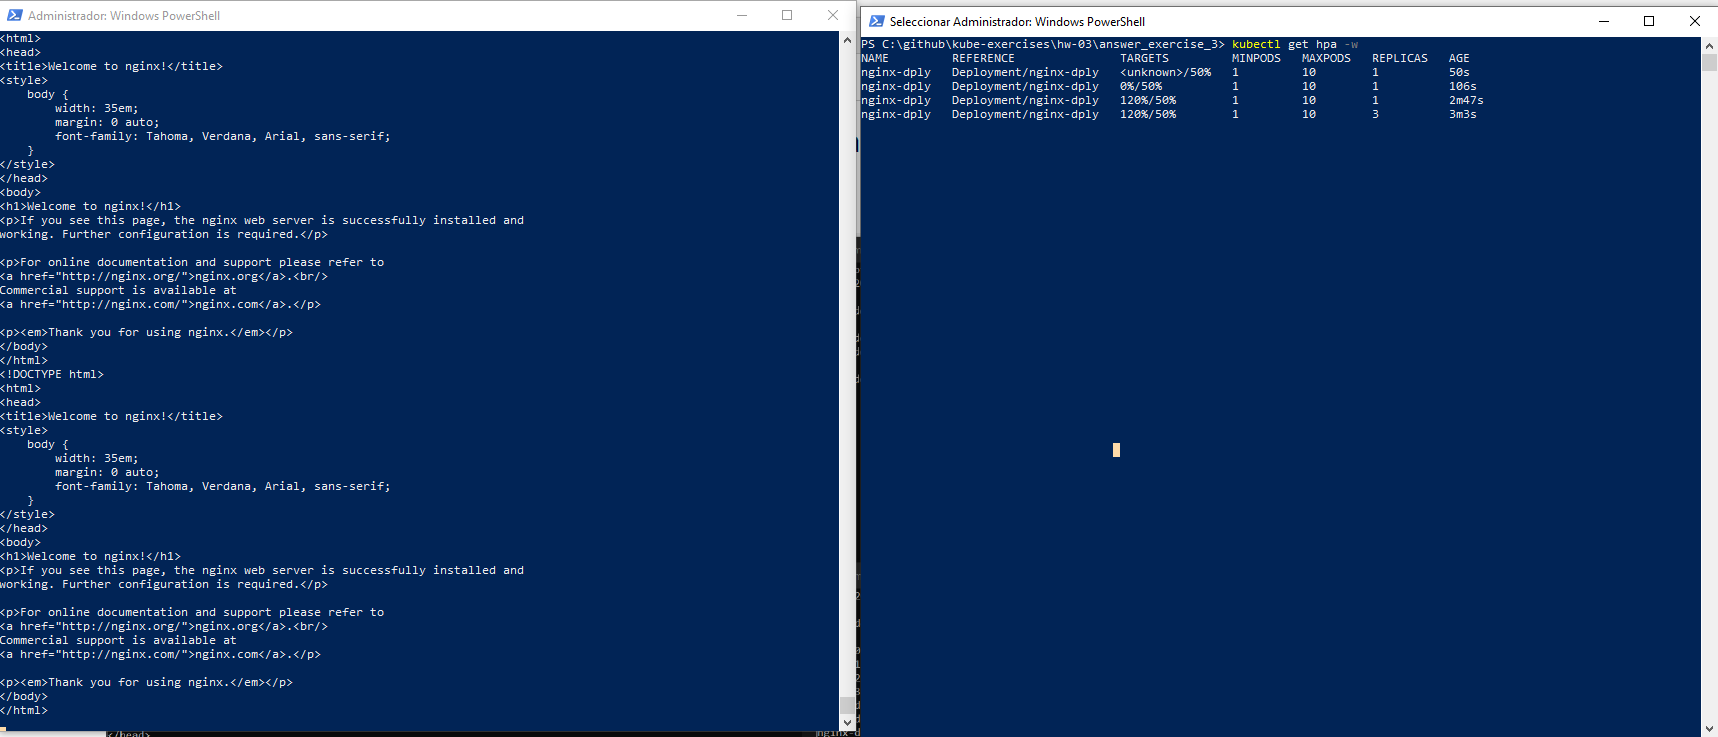 Administrador: Windows PowerShell
<html>
<head>
<title>Welcome to nginx!</title>
<style>
    body {
        width: 35em;
        margin: 0 auto;
        font-family: Tahoma, Verdana, Arial, sans-serif;
    }
</style>
</head>
<body>
<h1>Welcome to nginx!</h1>
<p>If you see this page, the nginx web server is successfully installed and
working. Further configuration is required.</p>

<p>For online documentation and support please refer to
<a href="http://nginx.org/">nginx.org</a>.<br/>
Commercial support is available at
<a href="http://nginx.com/">nginx.com</a>.</p>

<p><em>Thank you for using nginx.</em></p>
</body>
</html>
<!DOCTYPE html>
<html>
<head>
<title>Welcome to nginx!</title>
<style>
    body {
        width: 35em;
        margin: 0 auto;
        font-family: Tahoma, Verdana, Arial, sans-serif;
    }
</style>
</head>
<body>
<h1>Welcome to nginx!</h1>
<p>If you see this page, the nginx web server is successfully installed and
working. Further configuration is required.</p>

<p>For online documentation and support please refer to
<a href="http://nginx.org/">nginx.org</a>.<br/>
Commercial support is available at
<a href="http://nginx.com/">nginx.com</a>.</p>

<p><em>Thank you for using nginx.</em></p>
</body>
</html>
</head>
Seleccionar Administrador: Windows PowerShell
PS C:\github\kube-exercises\hw-03\answer_exercise_3> kubectl get hpa -w
NAME REFERENCE TARGETS MINPODS MAXPODS REPLICAS AGE
nginx-dply Deployment/nginx-dply <unknown>/50% 1 10 1 50s
nginx-dply Deployment/nginx-dply 0%/50% 1 10 1 106s
nginx-dply Deployment/nginx-dply 120%/50% 1 10 1 2m47s
nginx-dply Deployment/nginx-dply 120%/50% 1 10 3 3m3s